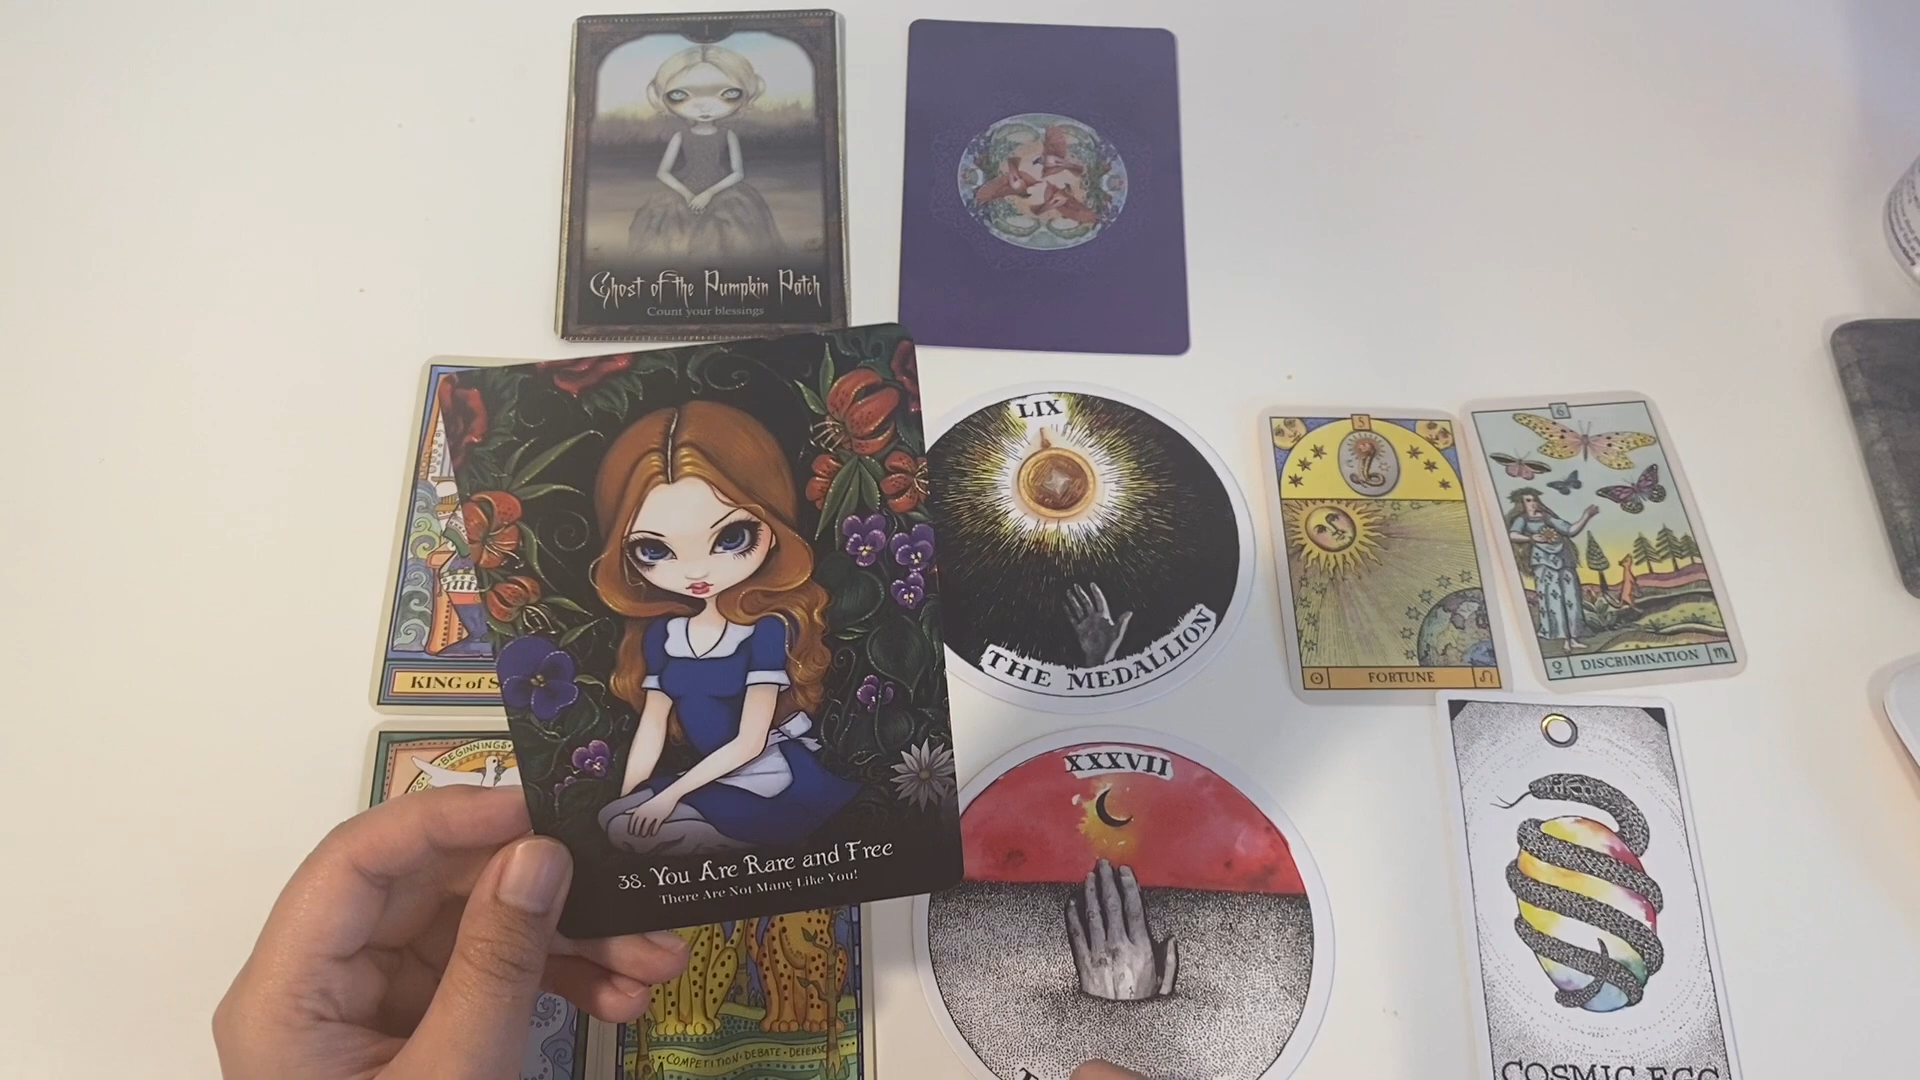 I
Ghost of the Pumpkin Patch
Count your blessings
KING of S
BEGINNINGS
38. You Are Rare and Free
There Are Not Many Like You!
COMPETITION • DEBATE • DEFENSE
LIX
THE MEDALLION
XXXVII
5
FORTUNE
6
DISCRIMINATION
COSMIC EGG